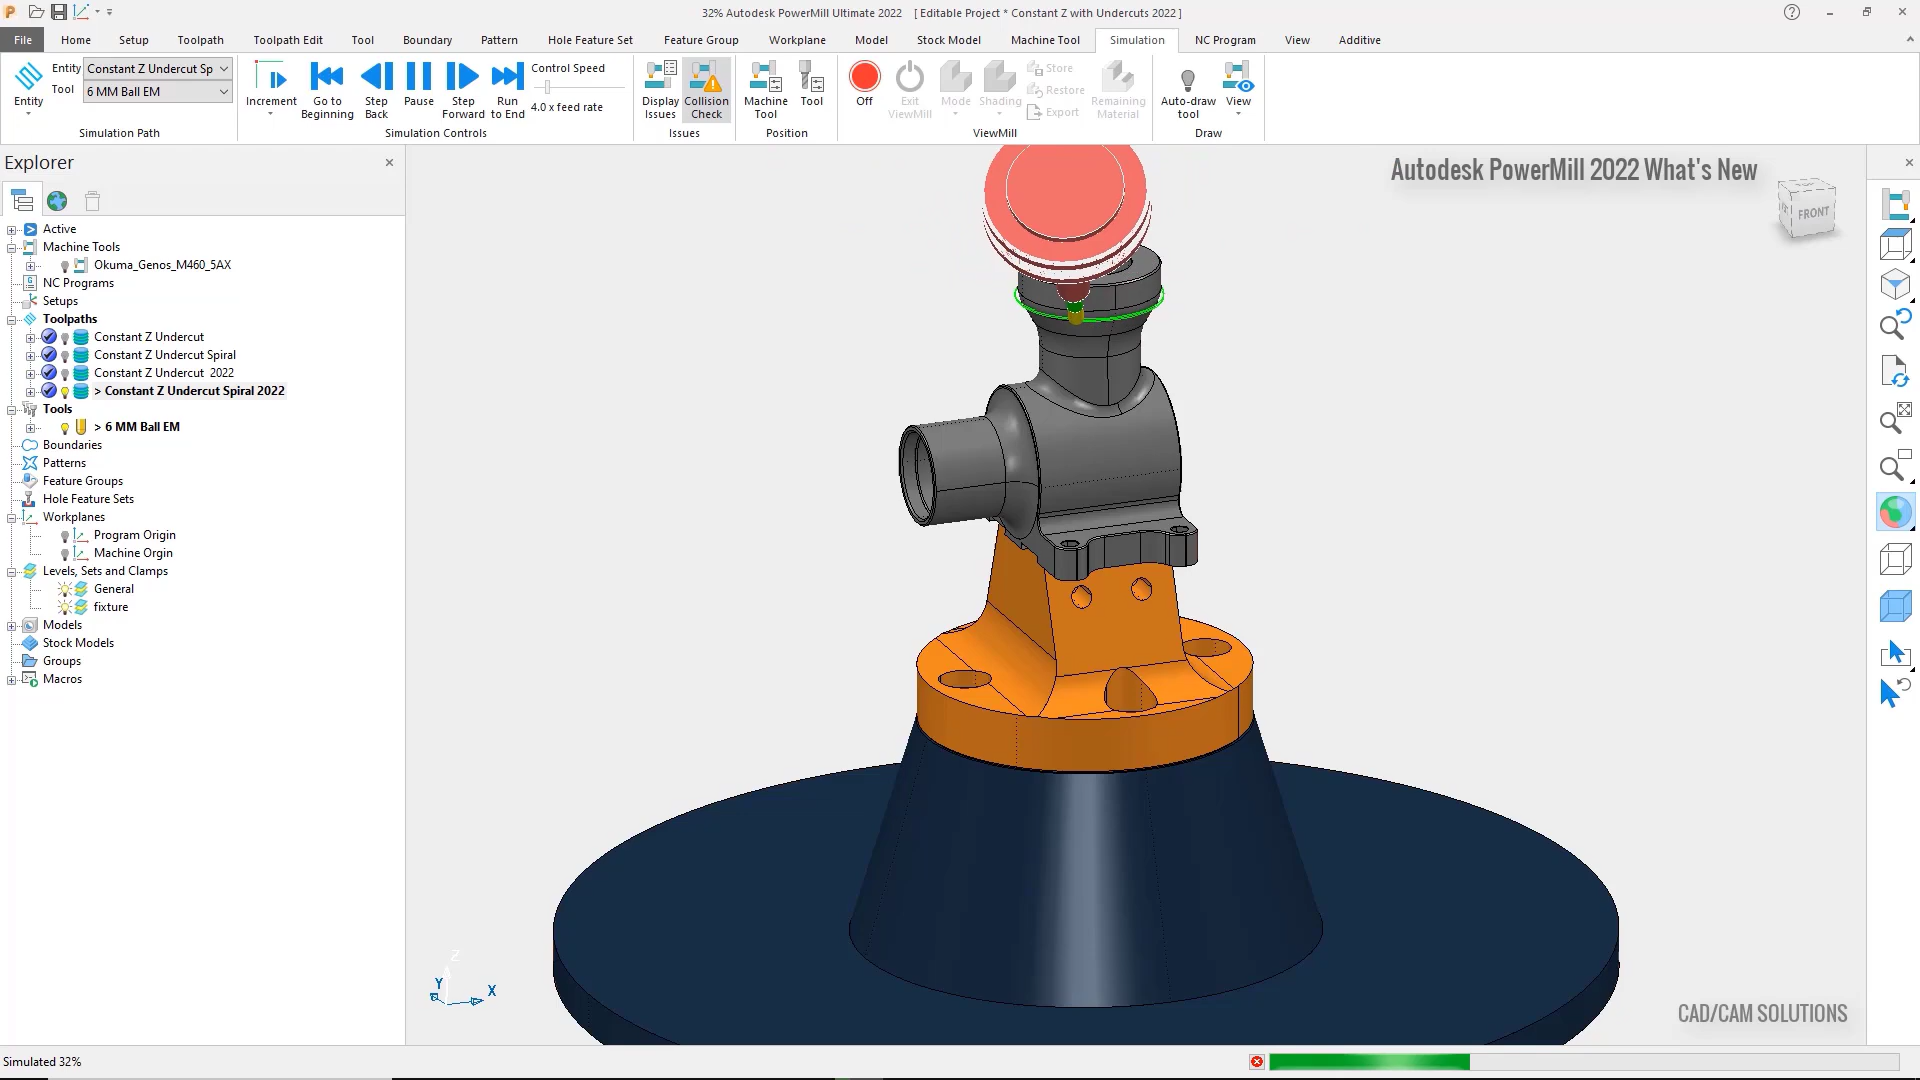 32% Autodesk PowerMill Ultimate 2022 [ Editable Project * Constant Z with Undercuts 2022 ]
File Home Setup Toolpath Toolpath Edit Tool Boundary Pattern Hole Feature Set Feature Group Workplane Model Stock Model Machine Tool Simulation NC Program View Additive
Entity
Entity Constant Z Undercut Sp
Tool 6 MM Ball EM
Simulation Path
Increment
Go to Beginning
Step Back
Pause
Step Forward
Run to End
Control Speed
4.0 x feed rate
Simulation Controls
Display Issues
Collision Check
Issues
Machine Tool
Tool
Position
Off
Exit ViewMill
Mode
Shading
Store
Restore
Export
Remaining Material
ViewMill
Auto-draw tool
View
Draw
Explorer
Active
Machine Tools
Okuma_Genos_M460_5AX
NC Programs
Setups
Toolpaths
Constant Z Undercut
Constant Z Undercut Spiral
Constant Z Undercut 2022
> Constant Z Undercut Spiral 2022
Tools
> 6 MM Ball EM
Boundaries
Patterns
Feature Groups
Hole Feature Sets
Workplanes
Program Origin
Machine Orgin
Levels, Sets and Clamps
General
fixture
Models
Stock Models
Groups
Macros
Autodesk PowerMill 2022 What's New
FRONT
Z
Y
X
CAD/CAM SOLUTIONS
Simulated 32%